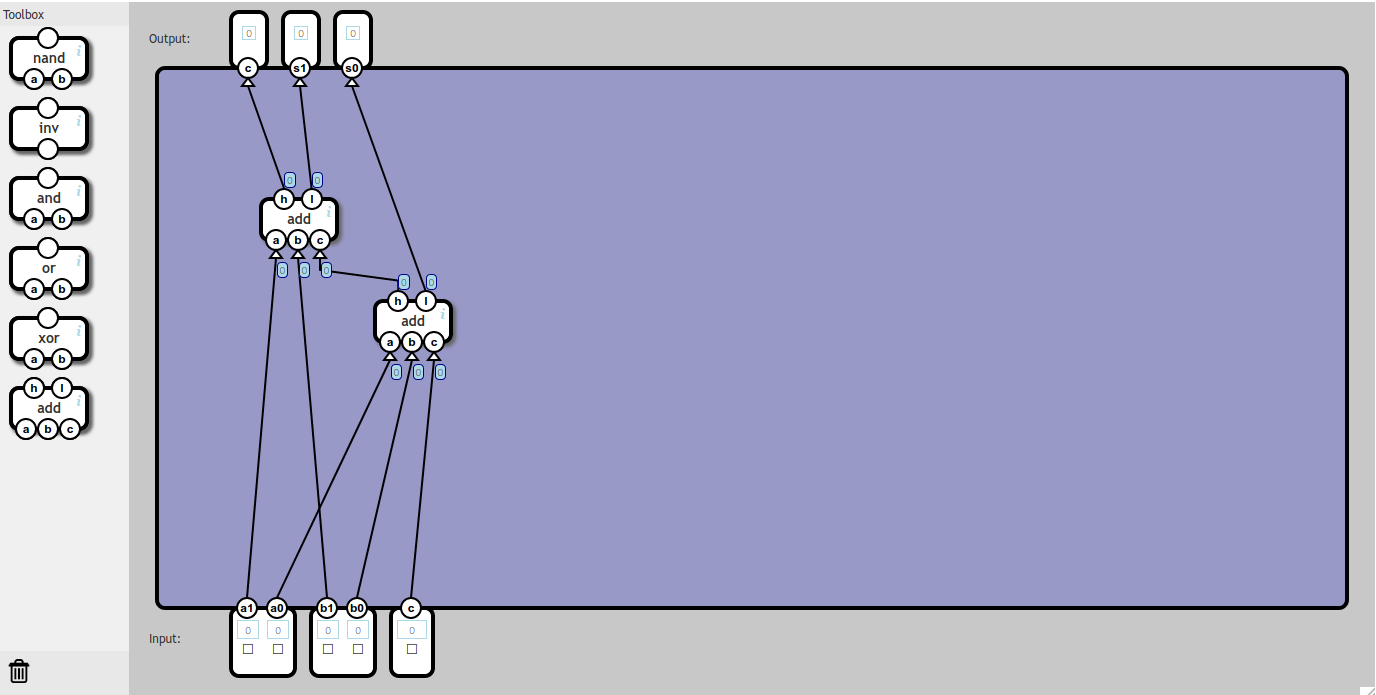 Toolbox
nand
i
a b
inv
i
and
i
a b
or
i
a b
xor
i
a b
h l
add
i
a b c
Output:
0 0 0
c s1 s0
0 0
h l
add
i
a b c
0 0 0
0 0
h l
add
i
a b c
0 0 0
a1 a0 b1 b0 c
Input:
0 0 0 0 0